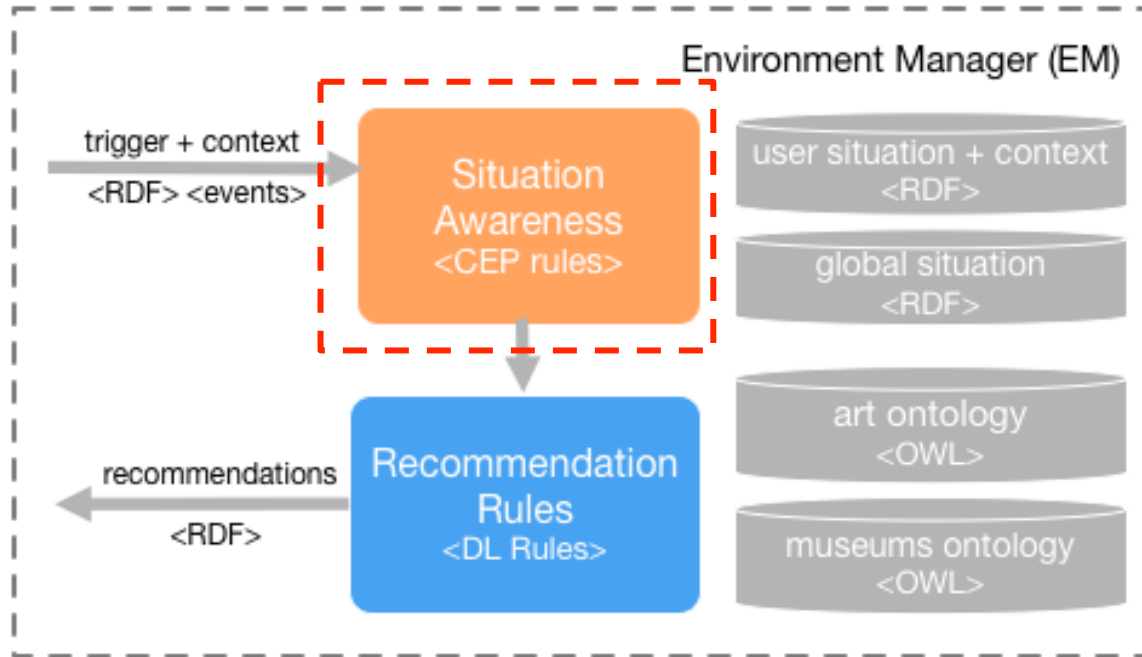 Environment Manager (EM)
trigger + context
<RDF> <events>
Situation
Awareness
<CEP rules>
user situation + context
<RDF>
global situation
<RDF>
recommendations
<RDF>
Recommendation
Rules
<DL Rules>
art ontology
<OWL>
museums ontology
<OWL>